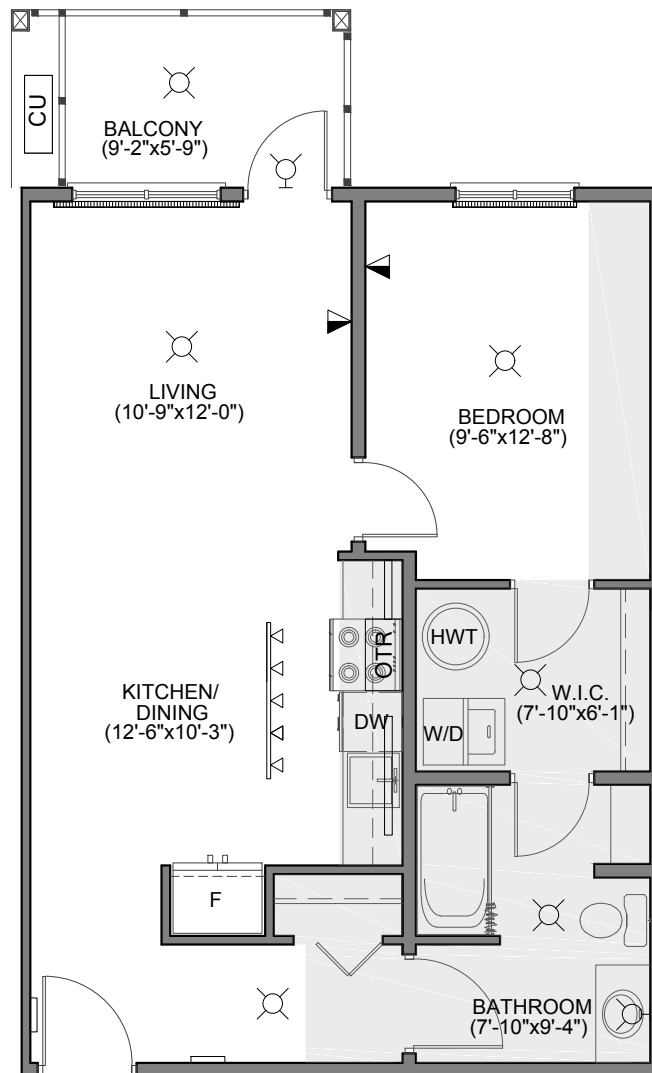 CU
BALCONY
(9'-2"x5'-9")
LIVING
(10'-9"x12'-0")
BEDROOM
(9'-6"x12'-8")
HWT
OTR
W.I.C.
(7'-10"x6'-1")
KITCHEN/
DINING
(12'-6"x10'-3")
DW
W/D
F
BATHROOM
(7'-10"x9'-4")